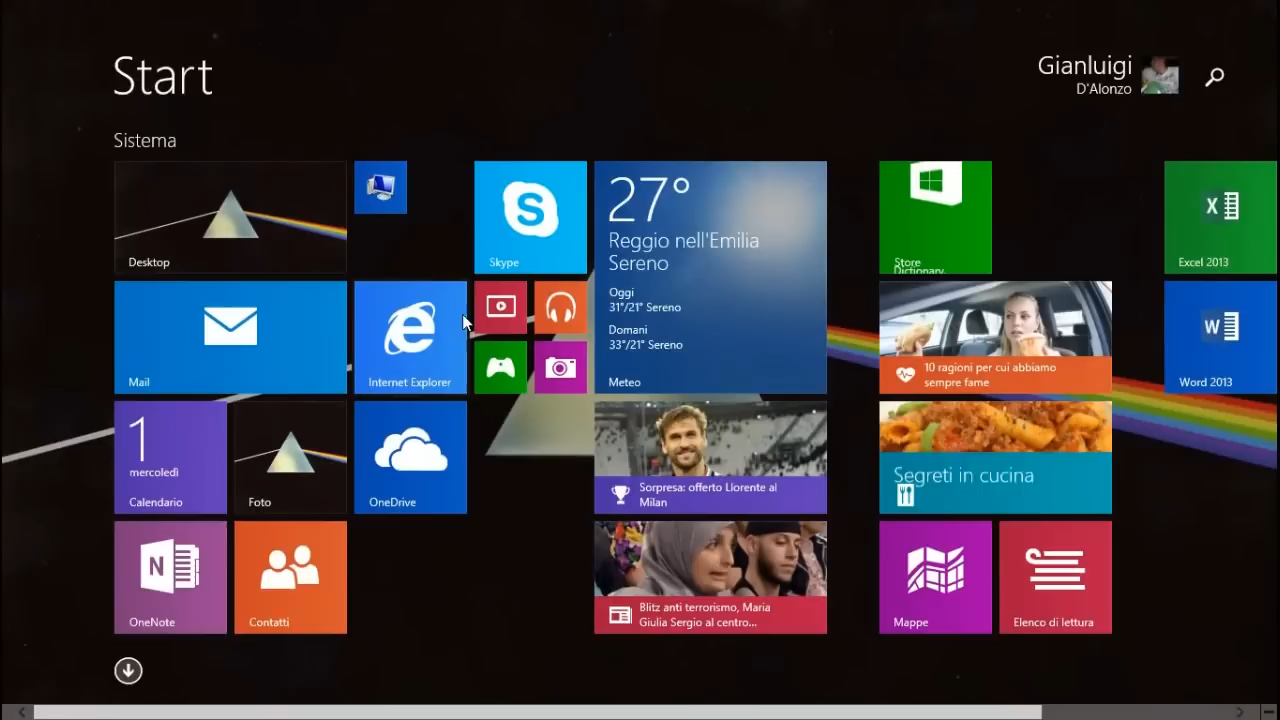 Start
Gianluigi
D'Alonzo
Sistema
Desktop
Skype
27°
Reggio nell'Emilia
Sereno
Oggi
31°/21° Sereno
Domani
33°/21° Sereno
Meteo
Store
Dictionary.
Excel 2013
Mail
Internet Explorer
10 ragioni per cui abbiamo
sempre fame
Word 2013
1
mercoledì
Calendario
Foto
OneDrive
Sorpresa: offerto Llorente al
Milan
Segreti in cucina
OneNote
Contatti
Blitz anti terrorismo, Maria
Giulia Sergio al centro...
Mappe
Elenco di lettura